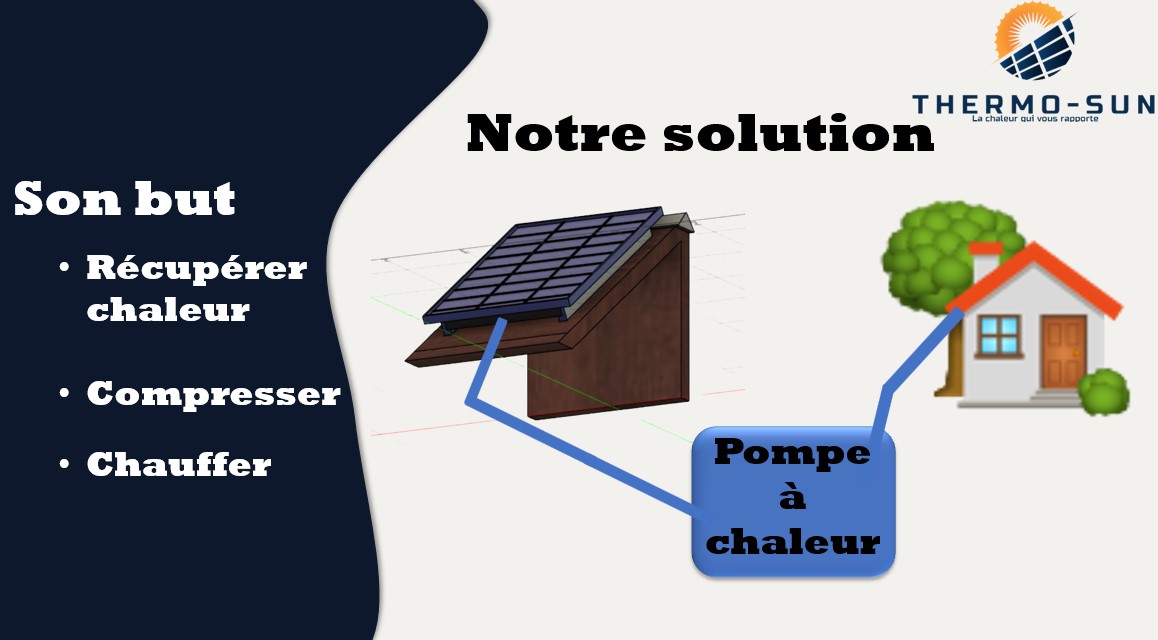 THERMO-SUN
La chaleur qui vous rapporte
Notre solution
Son but
• Récupérer
chaleur
• Compresser
• Chauffer
Pompe
à
chaleur